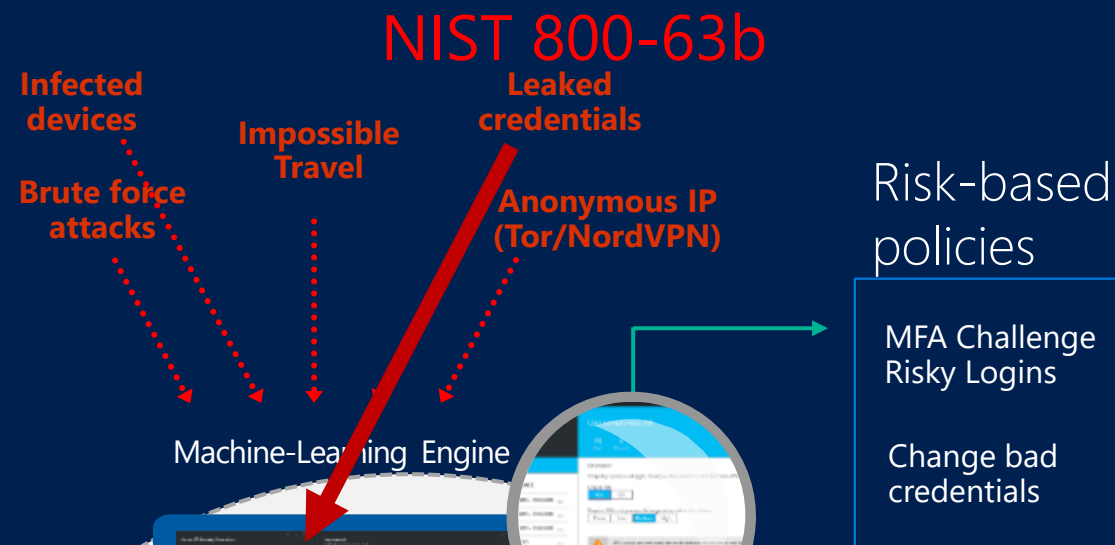 NIST 800-63b
Infected
devices
Leaked
credentials
Impossible
Travel
Brute force
attacks
Anonymous IP
(Tor/NordVPN)
Risk-based
policies
MFA Challenge
Risky Logins
Change bad
credentials
Machine-Learning Engine